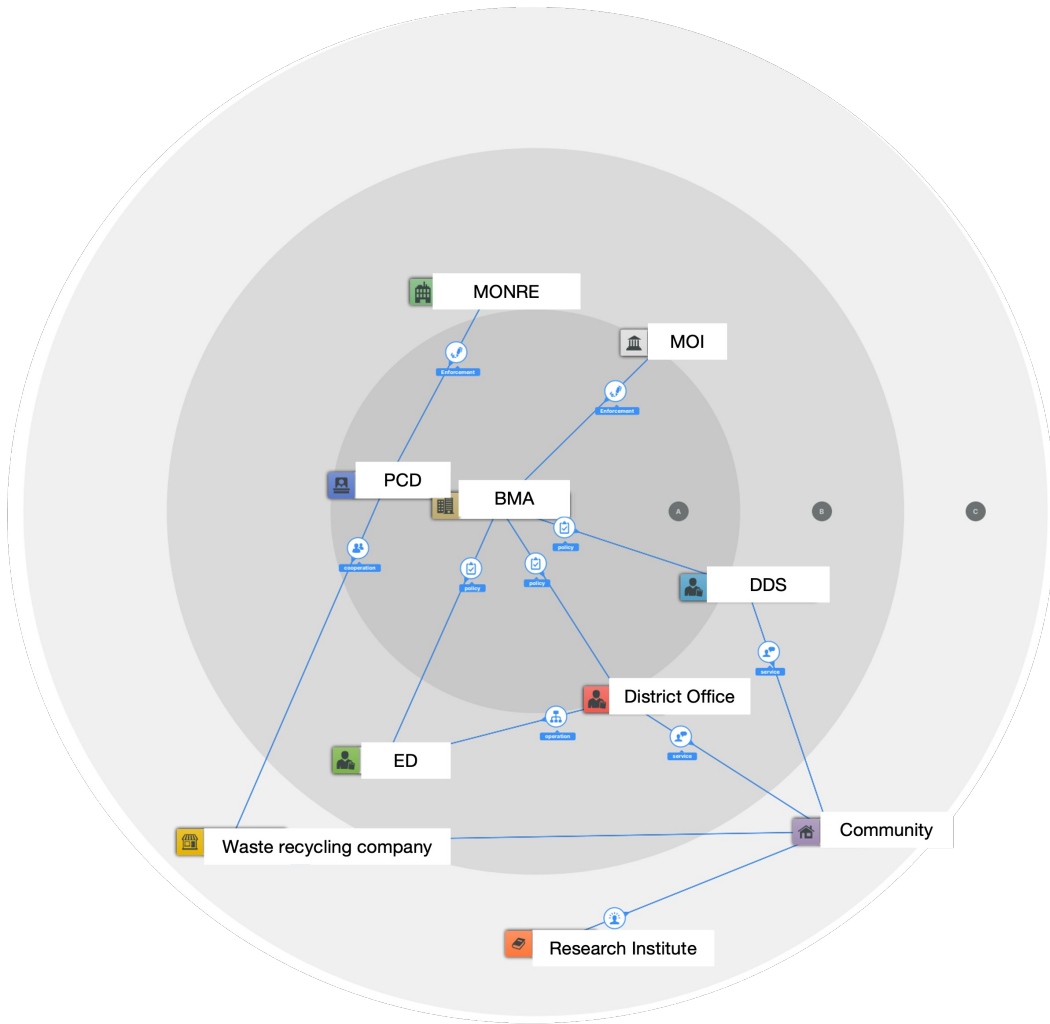 MONRE
MOI
Enforcement
Enforcement
PCD
BMA
A
B
C
policy
cooperation
policy
policy
DDS
service
District Office
operation
service
ED
Community
Waste recycling company
Research Institute